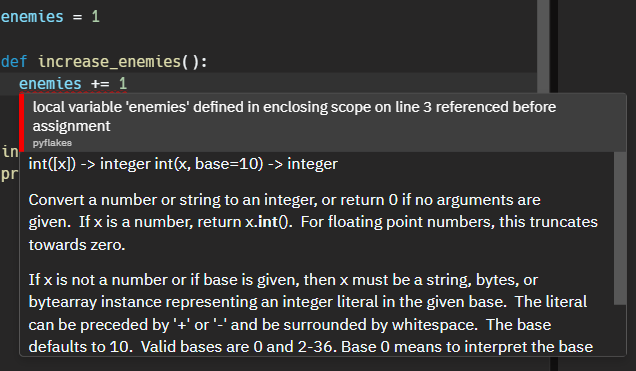 enemies = 1
def increase_enemies():
enemies += 1
local variable 'enemies' defined in enclosing scope on line 3 referenced before
assignment
pyflakes
in
pr
int([x]) -> integer int(x, base=10) -> integer
Convert a number or string to an integer, or return 0 if no arguments are
given. If x is a number, return x.int(). For floating point numbers, this truncates
towards zero.
If x is not a number or if base is given, then x must be a string, bytes, or
bytearray instance representing an integer literal in the given base. The literal
can be preceded by '+' or '-' and be surrounded by whitespace. The base
defaults to 10. Valid bases are 0 and 2-36. Base 0 means to interpret the base